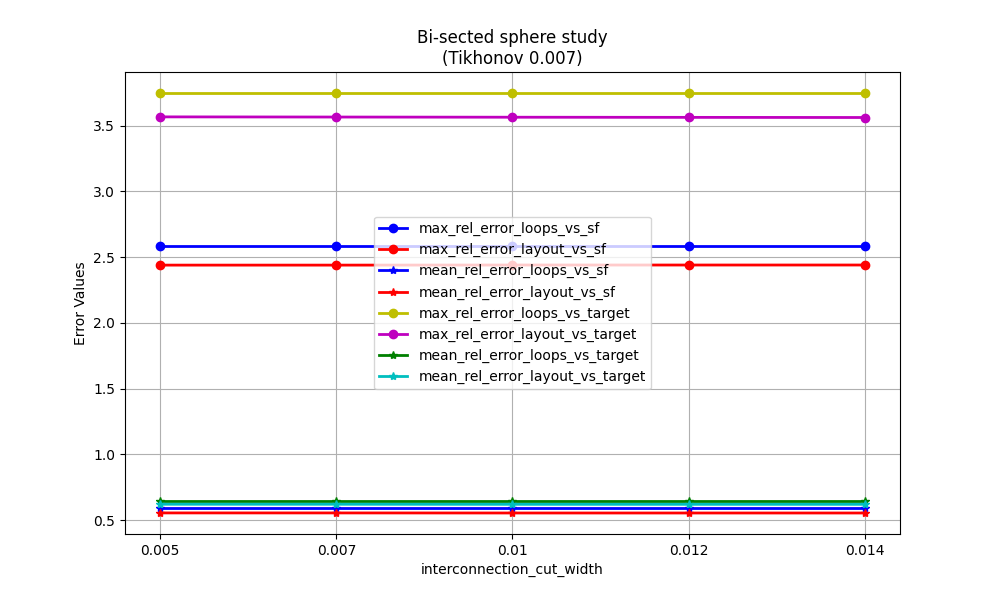 Bi-sected sphere study
(Tikhonov 0.007)
Error Values
3.5
3.0
2.5
2.0
1.5
1.0
0.5
max_rel_error_loops_vs_sf
max_rel_error_layout_vs_sf
mean_rel_error_loops_vs_sf
mean_rel_error_layout_vs_sf
max_rel_error_loops_vs_target
max_rel_error_layout_vs_target
mean_rel_error_loops_vs_target
mean_rel_error_layout_vs_target
0.005 0.007 0.01 0.012 0.014
interconnection_cut_width